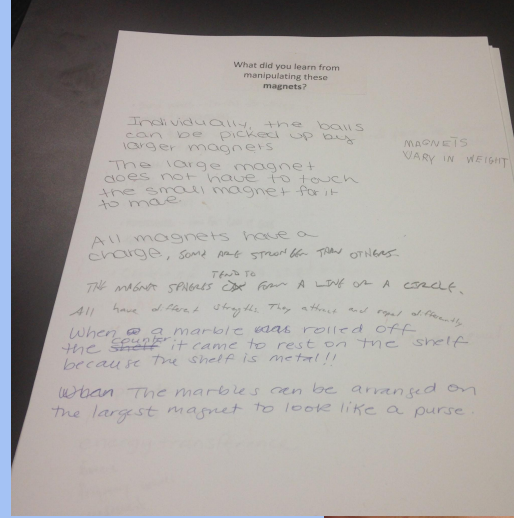 What did you learn from
manipulating these
magnets?
Individually, the balls
can be picked up by
larger magnets
MAGNETS
VARY IN WEIGHT
The large magnet
does not have to touch
the small magnet for it
to move.
All magnets have a
charge, SOME ARE STRONGER THAN OTHERS.
TEND TO
THE MAGNET SPHERES FORM A LINE OR A CIRCLE.
All have different strengths They attract and repel differently
When a marble was rolled off
counter
the shelf it came to rest on the shelf
because the shelf is metal!!
The marbles can be arranged on
the largest magnet to look like a purse.